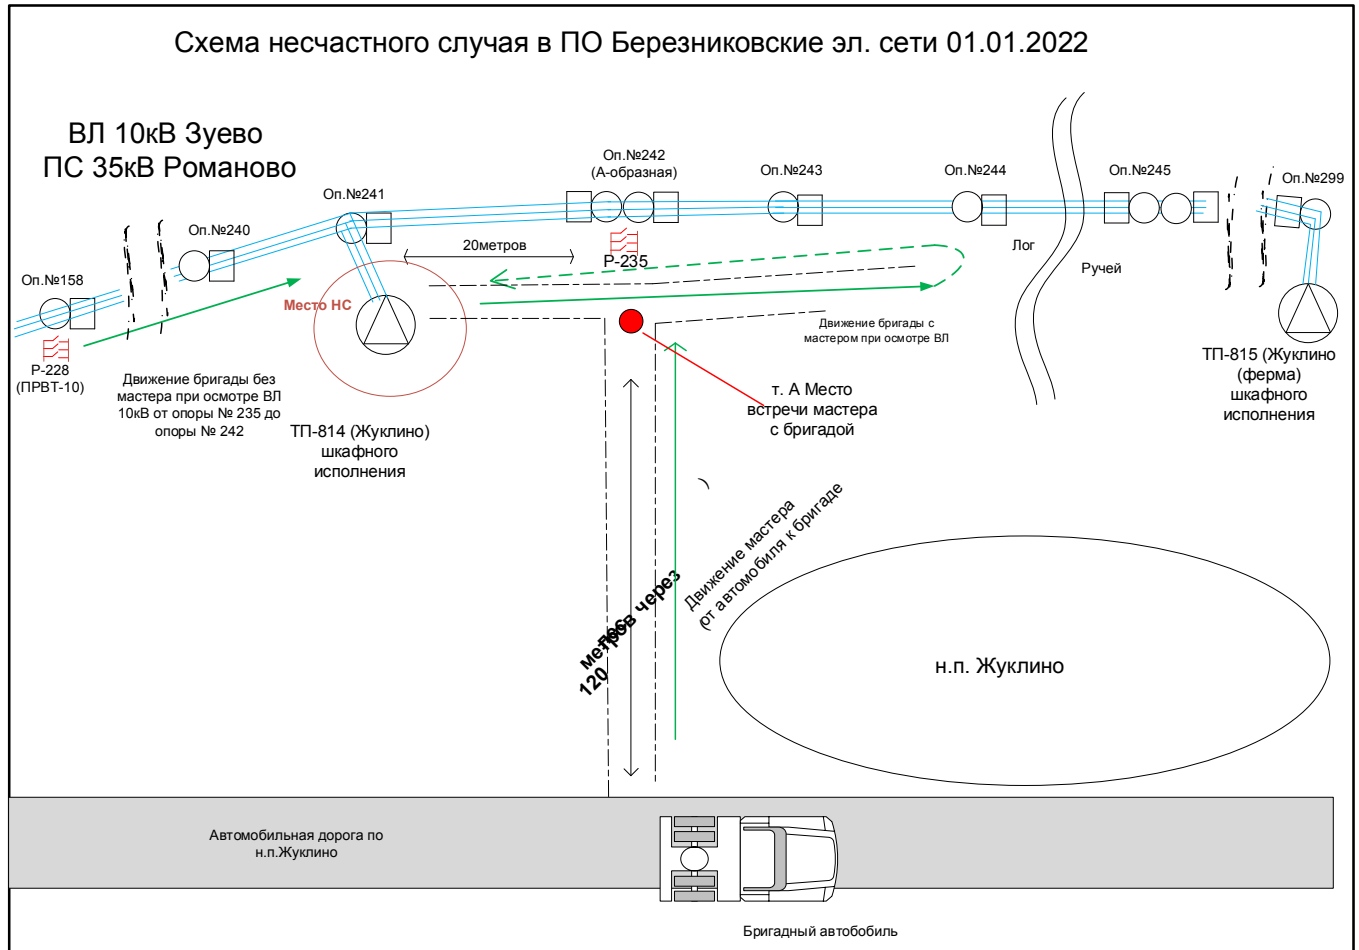 Схема несчастного случая в ПО Березниковские эл. сети 01.01.2022
ВЛ 10кВ Зуево
ПС 35кВ Романово
Оп.№158
Оп.№240
Оп.№241
Оп.№242
(А-образная)
Оп.№243
Оп.№244
Оп.№245
Оп.№299
20метров
Р-235
Лог
Ручей
Место НС
Р-228
(ПРВТ-10)
Движение бригады без
мастера при осмотре ВЛ
10кВ от опоры № 235 до
опоры № 242
ТП-814 (Жуклино)
шкафного
исполнения
Движение бригады с
мастером при осмотре ВЛ
т. А Место
встречи мастера
с бригадой
ТП-815 (Жуклино
(ферма)
шкафного
исполнения
120
метров через
лес
Движение мастера
(от автомобиля к бригаде
)
н.п. Жуклино
Автомобильная дорога по
н.п.Жуклино
Бригадный автобобиль